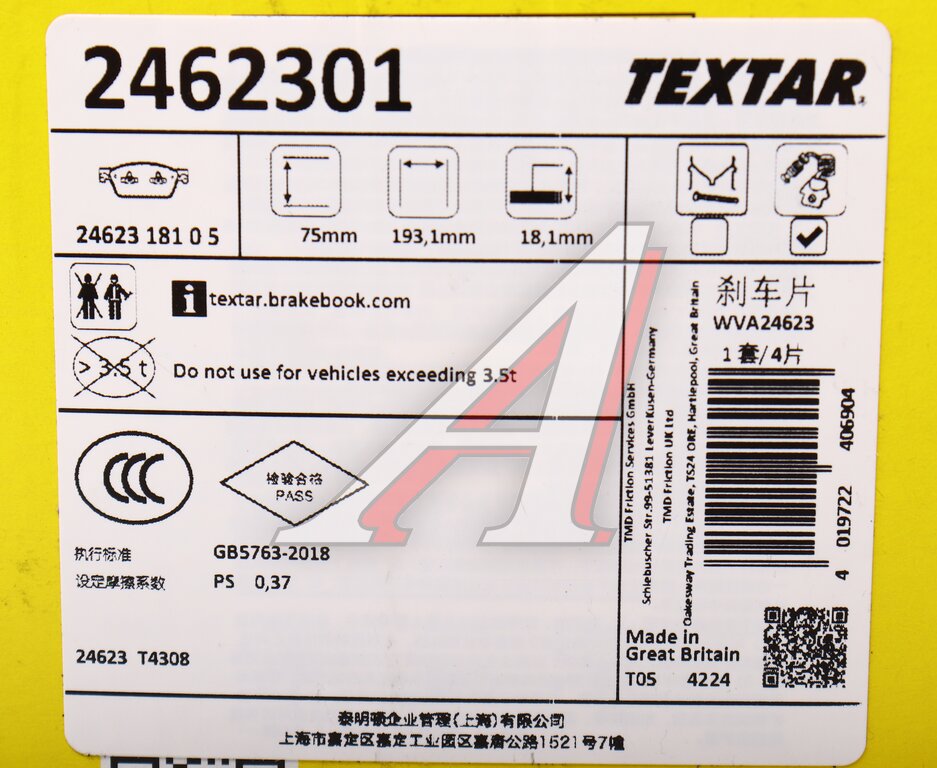 2462301
TEXTAR
24623 181 0 5
75mm
193,1mm
18,1mm
i textar.brakebook.com
> 3.5 t
Do not use for vehicles exceeding 3.5t
CCC
检验合格
PASS
执行标准 GB5763-2018
设定摩擦系数 PS 0,37
24623 T4308
TMD Friction Services GmbH
Schlebuscher Str.99-51381 LeverKusen-Germany
TMD Friction UK Ltd
Oakesway Trading Estate, TS24 ORE, Hartlepool, Great Britain
刹车片
WVA24623
1 套/4片
4 019722 406904
Made in
Great Britain
T05 4224
泰明顿企业管理(上海)有限公司
上海市嘉定区嘉定工业园区嘉唐公路1521号7幢